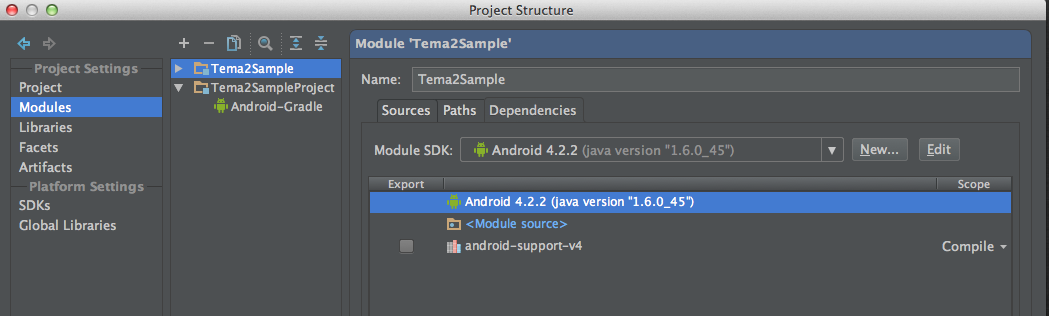 Project Structure
Project Settings
Project
Modules
Libraries
Facets
Artifacts
Platform Settings
SDKs
Global Libraries
Tema2Sample
Tema2SampleProject
Android-Gradle
Module 'Tema2Sample'
Name: Tema2Sample
Sources Paths Dependencies
Module SDK: Android 4.2.2 (java version "1.6.0_45") New... Edit
Export Scope
Android 4.2.2 (java version "1.6.0_45")
<Module source>
android-support-v4 Compile